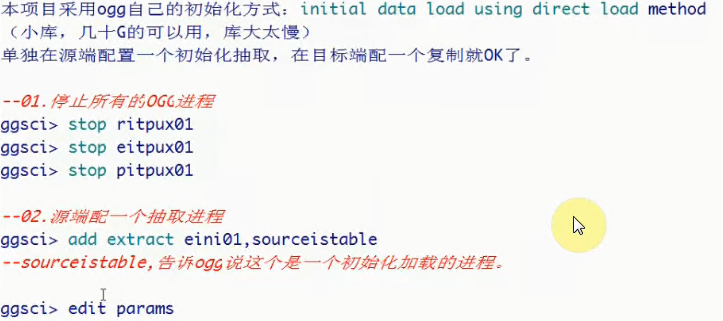 本项目采用ogg自己的初始化方式：initial data load using direct load method
（小库，几十G的可以用，库大太慢）
单独在源端配置一个初始化抽取，在目标端配一个复制就OK了。
--01.停止所有的OGG进程
ggsci> stop ritpux01
ggsci> stop eitpux01
ggsci> stop pitpux01
--02.源端配一个抽取进程
ggsci> add extract eini01,sourceistable
--sourceistable,告诉ogg说这个是一个初始化加载的进程。
ggsci> edit params